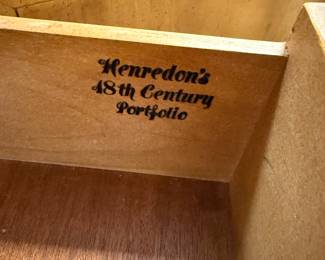 Henredon's
18th Century
Portfolio